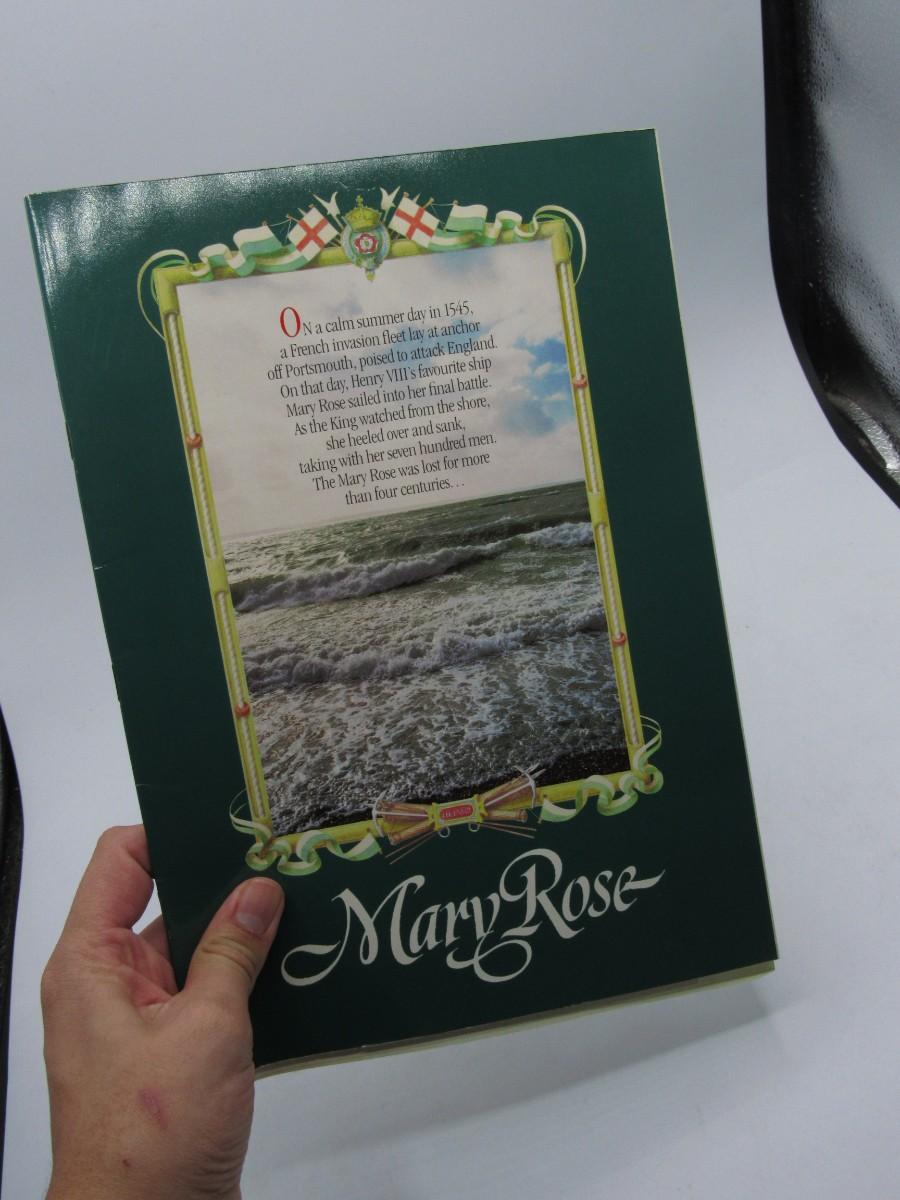 ON a calm summer day in 1545,
a French invasion fleet lay at anchor
off Portsmouth, poised to attack England.
On that day, Henry VIII's favourite ship
Mary Rose sailed into her final battle.
As the King watched from the shore,
she heeled over and sank,
taking with her seven hundred men.
The Mary Rose was lost for more
than four centuries...
Mary Rose